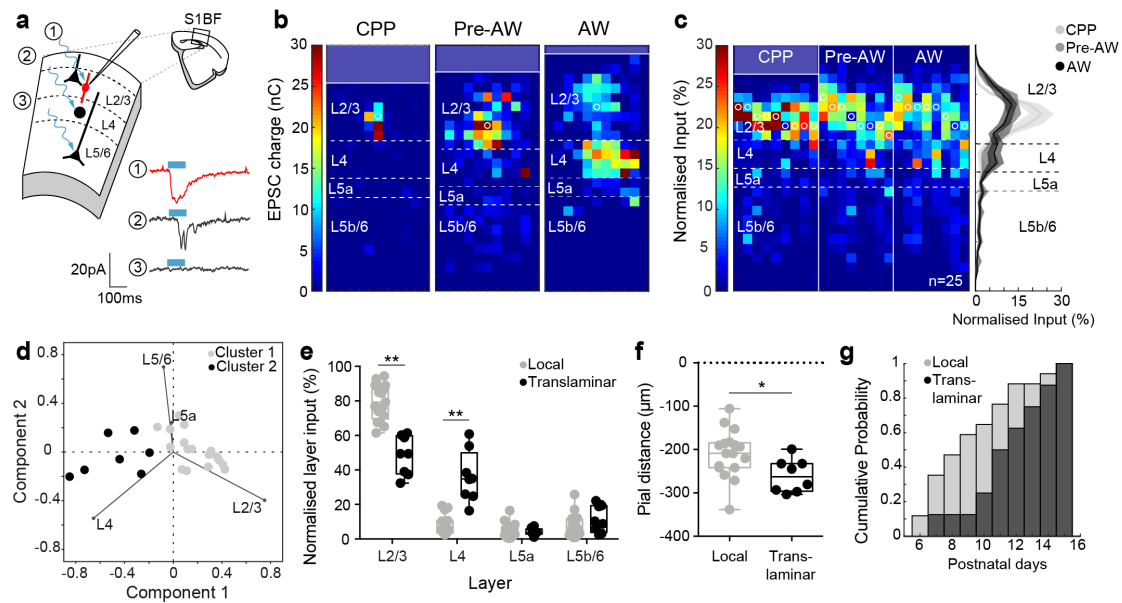 a
S1BF
1
2
3
L2/3
L4
L5/6
1
2
3
20pA
100ms
b
CPP
Pre-AW
AW
EPSC charge (nC)
30
25
20
15
10
5
0
L2/3
L4
L5a
L5b/6
L2/3
L4
L5a
L5b/6
L2/3
L4
L5a
L5b/6
c
CPP
Pre-AW
AW
Normalised Input (%)
30
25
20
15
10
5
0
CPP
Pre-AW
AW
L2/3
L4
L5a
L5b/6
n=25
L2/3
L4
L5a
L5b/6
0
15
30
Normalised Input (%)
d
Cluster 1
Cluster 2
L5/6
L5a
L4
L2/3
Component 2
0.8
0.4
0
-0.4
-0.8
-0.8
-0.4
0
0.4
0.8
Component 1
e
Local
Translaminar
**
**
Normalised layer input (%)
100
80
60
40
20
0
L2/3
L4
L5a
L5b/6
Layer
f
*
Pial distance (μm)
0
-100
-200
-300
-400
Local
Trans-
laminar
g
Local
Trans-
laminar
Cumulative Probability
1.0
0.8
0.6
0.4
0.2
0
6
8
10
12
14
16
Postnatal days